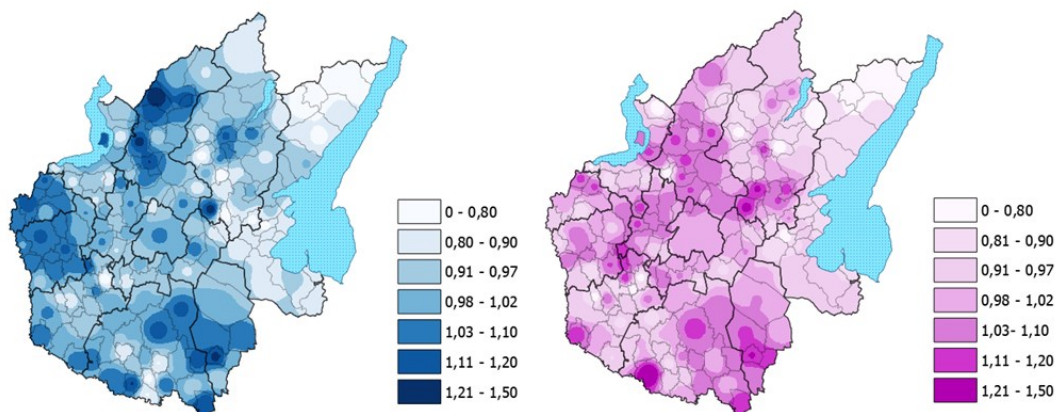 0 - 0,80
0,80 - 0,90
0,91 - 0,97
0,98 - 1,02
1,03 - 1,10
1,11 - 1,20
1,21 - 1,50
0 - 0,80
0,81 - 0,90
0,91 - 0,97
0,98 - 1,02
1,03- 1,10
1,11 - 1,20
1,21 - 1,50